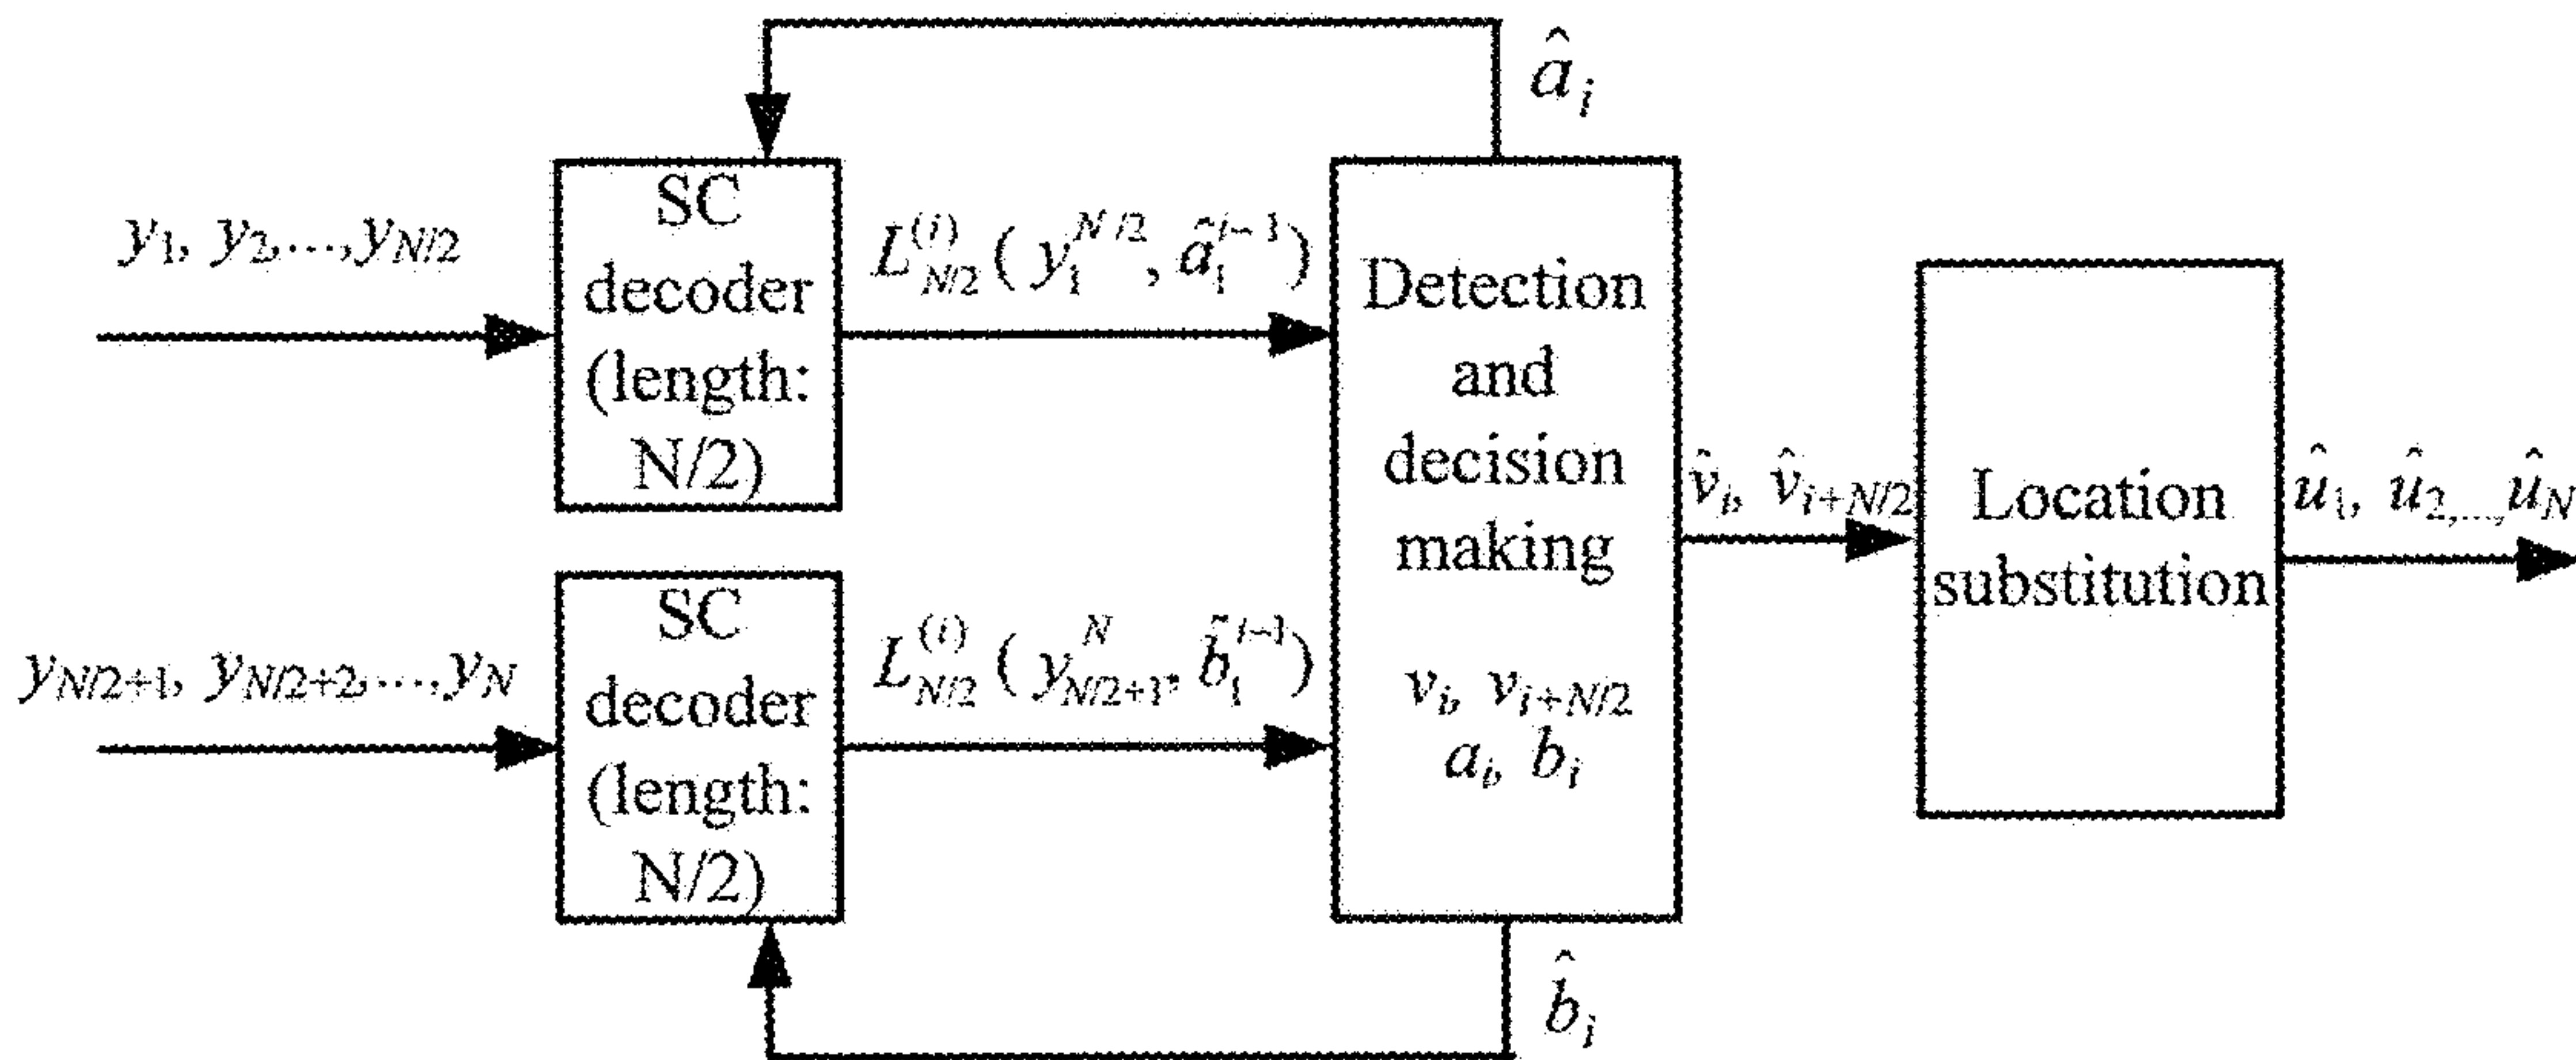 â_i
y_1, y_2,...,y_{N/2}
SC
decoder
(length:
N/2)
L_{N/2}^{(i)}(y_1^{N/2}, â_1^{i-1})
y_{N/2+1}, y_{N/2+2},...,y_N
SC
decoder
(length:
N/2)
L_{N/2}^{(i)}(y_{N/2+1}^{N}, b̂_1^{i-1})
Detection
and
decision
making
v_i, v_{i+N/2}
a_i, b_i
b̂_i
v̂_i, v̂_{i+N/2}
Location
substitution
û_1, û_2,...,û_N